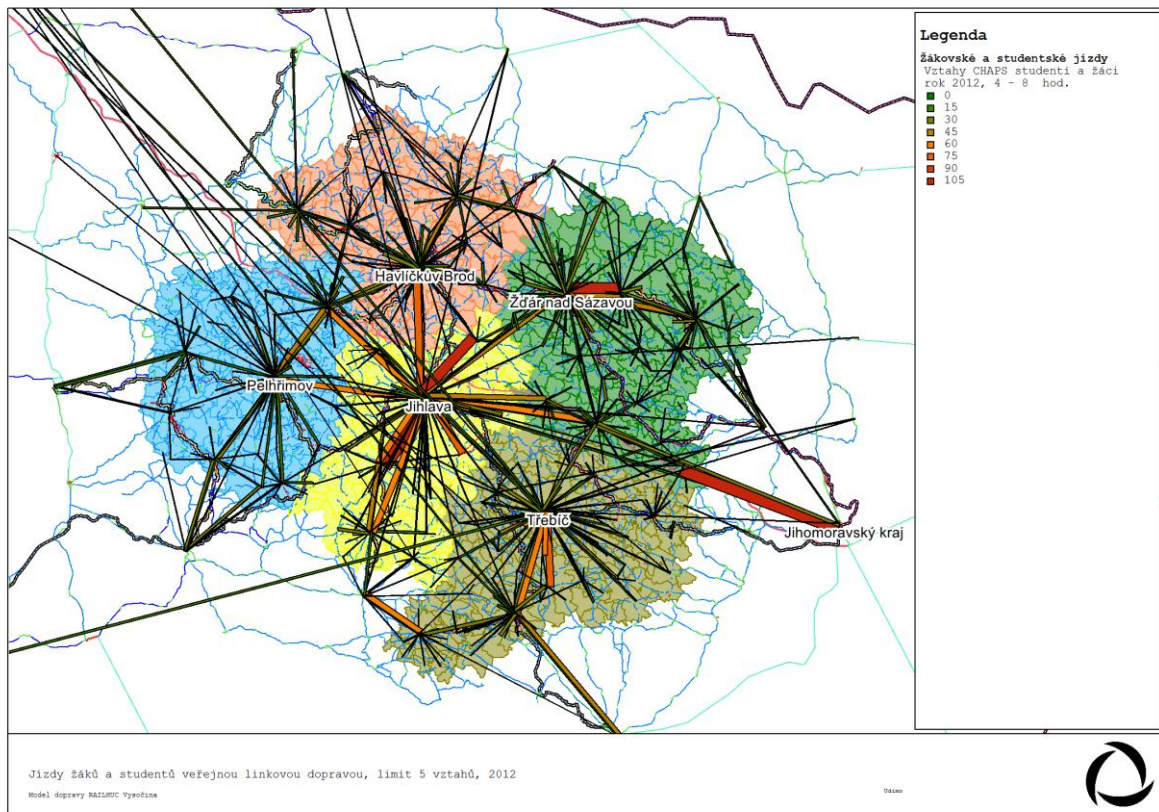 Legenda
Žákovské a studentské jízdy
Vztahy CHAPS studenti a žáci
rok 2012, 4 - 8 hod.
0
15
30
45
60
75
90
105
Havlíčkův Brod
Žďár nad Sázavou
Pelhřimov
Jihlava
Třebíč
Jihomoravský kraj
Jízdy žáků a studentů veřejnou linkovou dopravou, limit 5 vztahů, 2012
Model dopravy RAILHUC Vysočina
Udimo